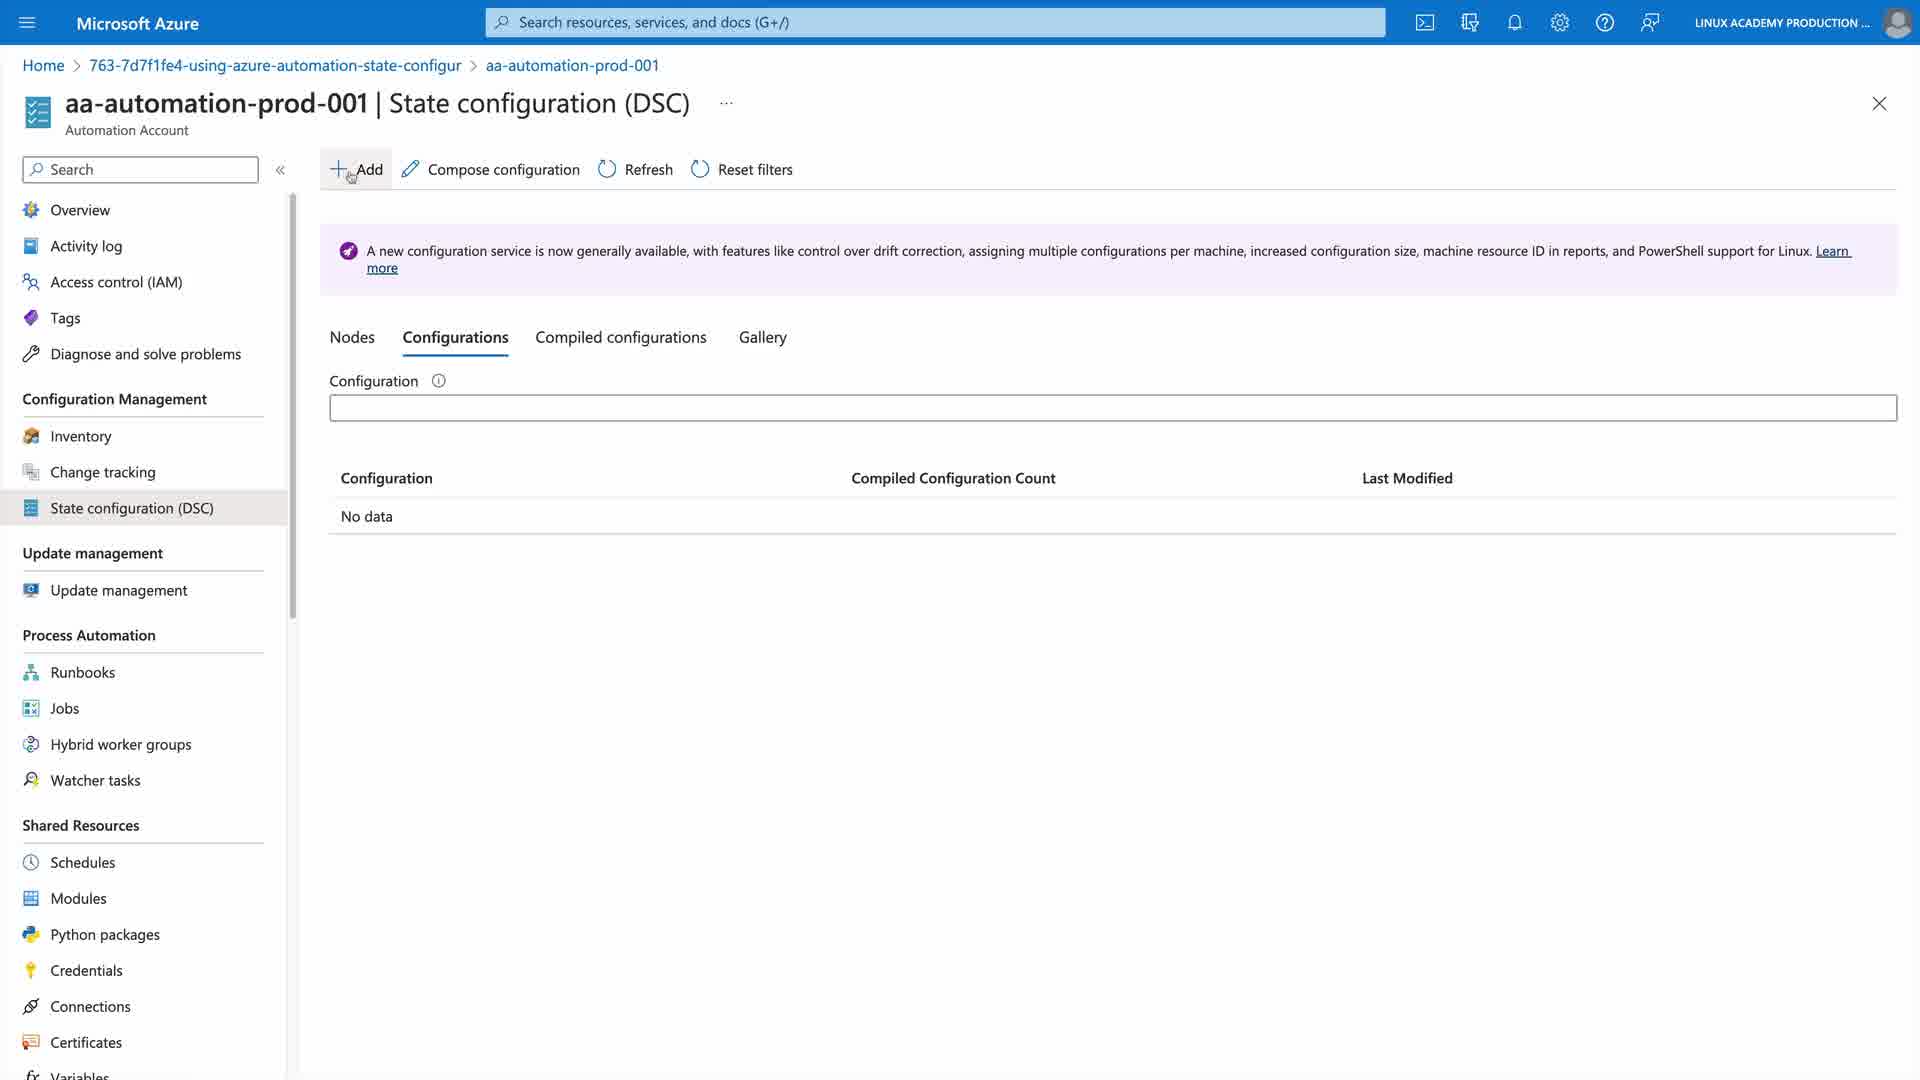 Microsoft Azure
Search resources, services, and docs (G+/)
LINUX ACADEMY PRODUCTION ...
Home > 763-7d7f1fe4-using-azure-automation-state-configur > aa-automation-prod-001
aa-automation-prod-001 | State configuration (DSC) ...
Automation Account
Search
«
Add
Compose configuration
Refresh
Reset filters
Overview
Activity log
Access control (IAM)
Tags
Diagnose and solve problems
Configuration Management
Inventory
Change tracking
State configuration (DSC)
Update management
Update management
Process Automation
Runbooks
Jobs
Hybrid worker groups
Watcher tasks
Shared Resources
Schedules
Modules
Python packages
Credentials
Connections
Certificates
Variables
A new configuration service is now generally available, with features like control over drift correction, assigning multiple configurations per machine, increased configuration size, machine resource ID in reports, and PowerShell support for Linux. Learn
more
Nodes
Configurations
Compiled configurations
Gallery
Configuration
Configuration
Compiled Configuration Count
Last Modified
No data